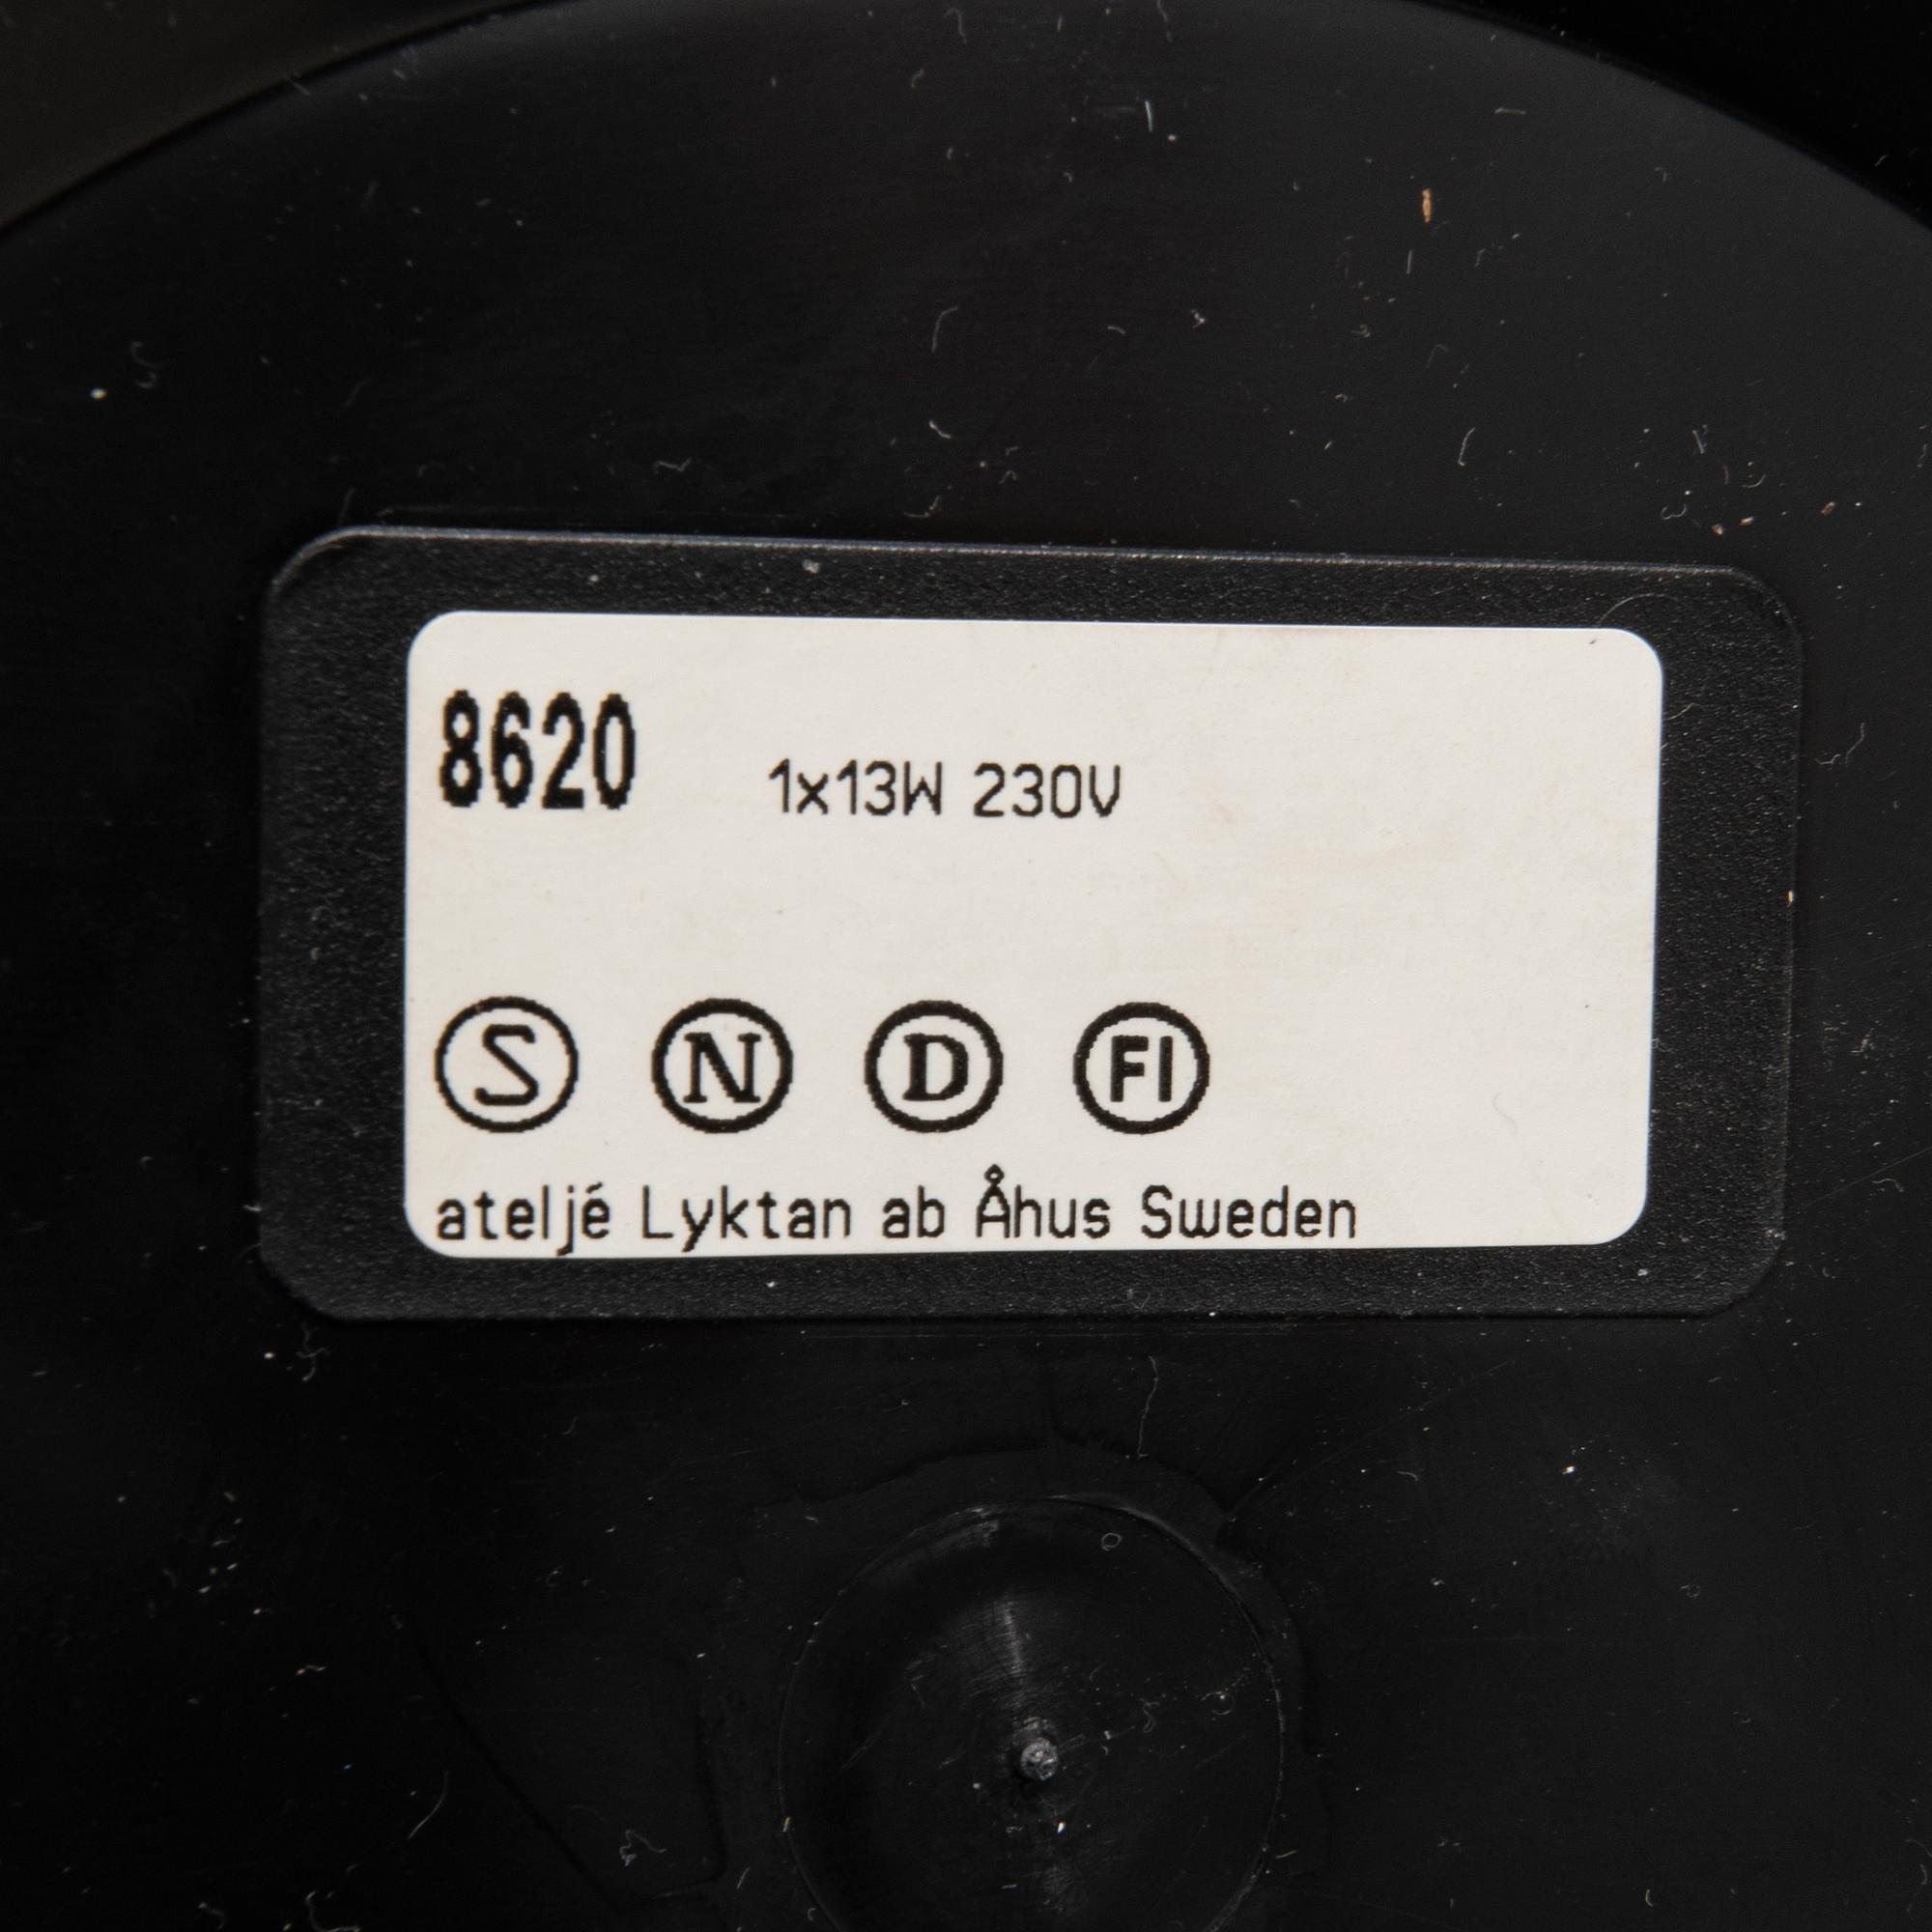 8620 1x13W 230V
S N D FI
ateljé Lyktan ab Åhus Sweden